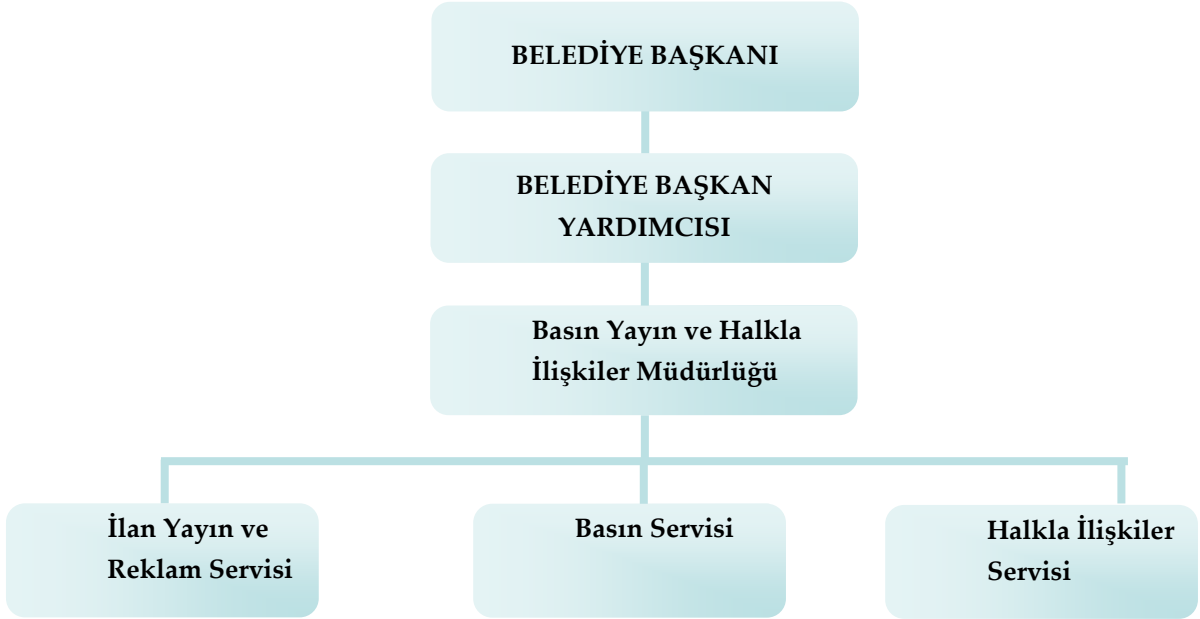 BELEDİYE BAŞKANI
BELEDİYE BAŞKAN
YARDIMCISI
Basın Yayın ve Halkla
İlişkiler Müdürlüğü
İlan Yayın ve
Reklam Servisi
Basın Servisi
Halkla İlişkiler
Servisi